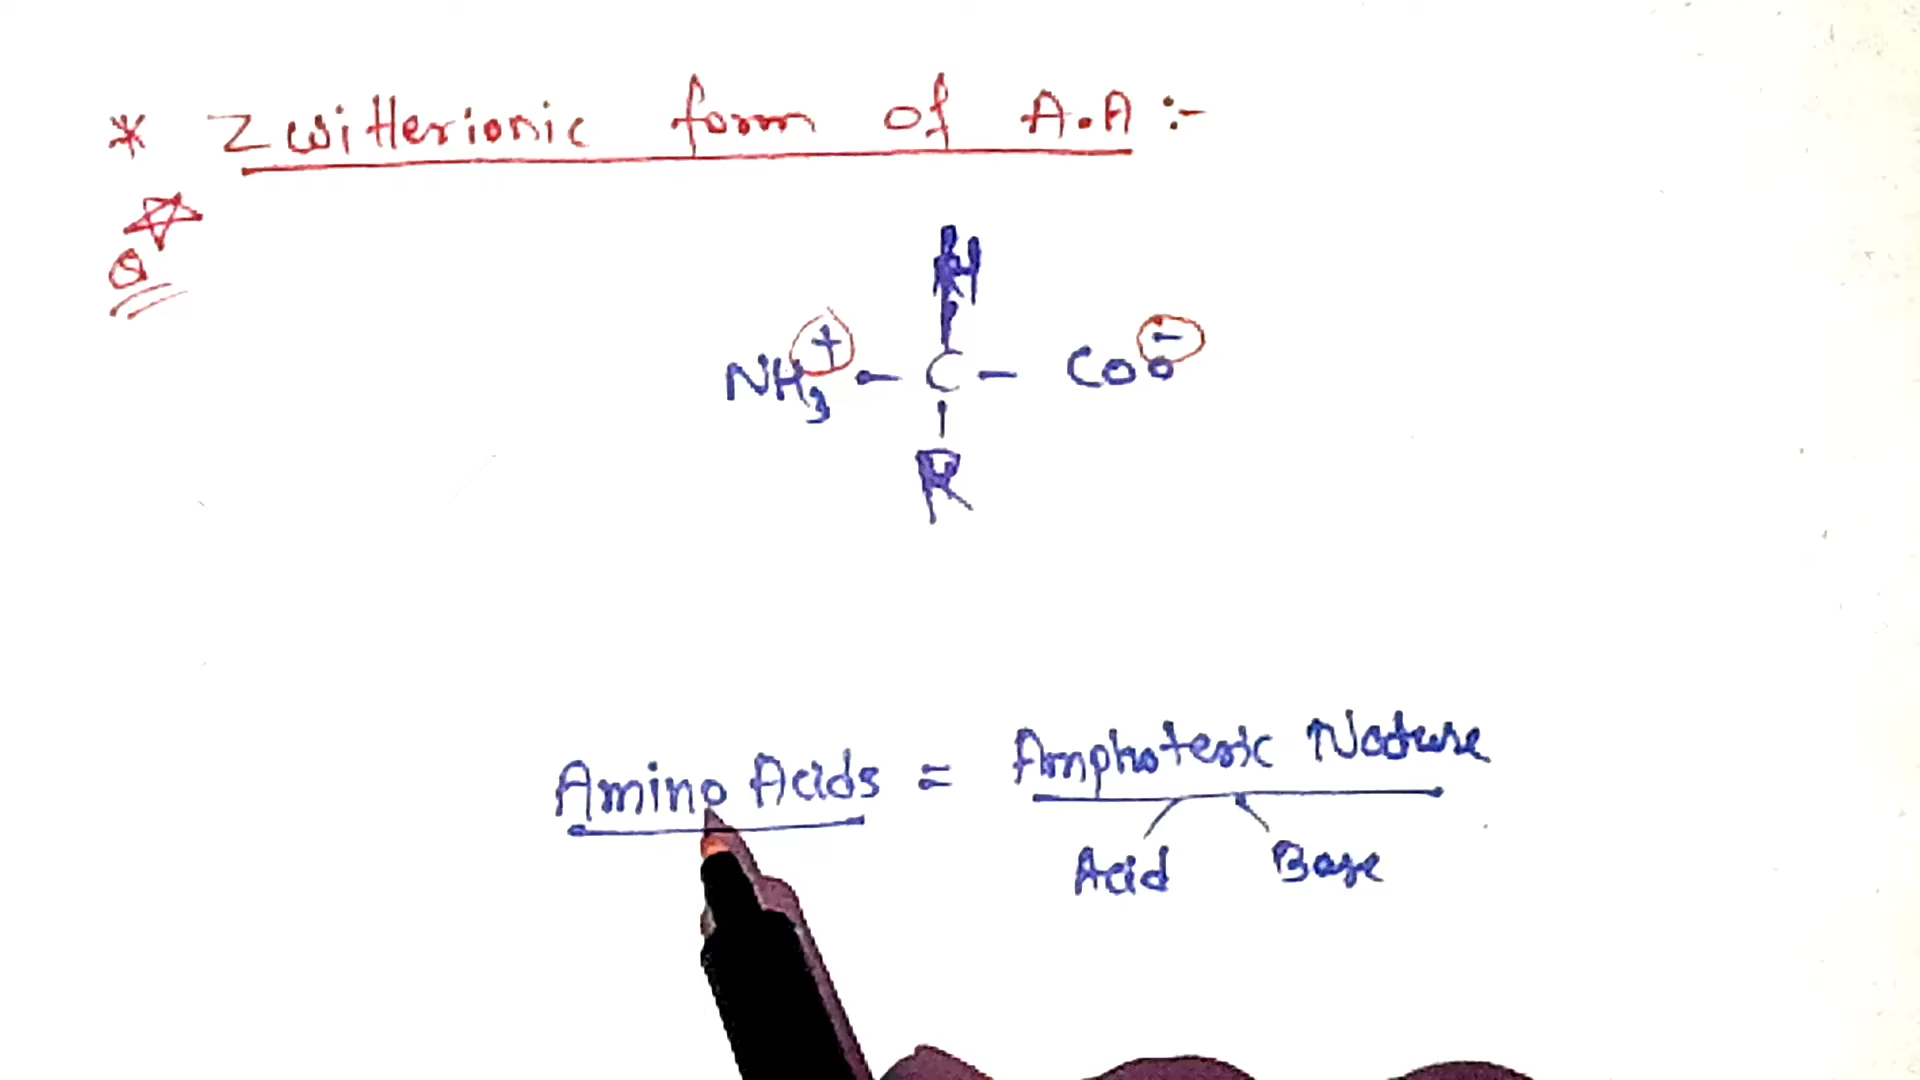 * Zwitterionic form of A.A :-
Q
H
NH₃⁺ - C - COO⁻
R
Amino Acids = Amphoteric Nature
Acid Base